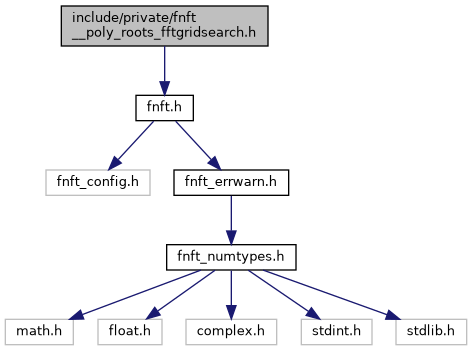 include/private/fnft
__poly_roots_fftgridsearch.h
fnft.h
fnft_config.h
fnft_errwarn.h
fnft_numtypes.h
math.h
float.h
complex.h
stdint.h
stdlib.h